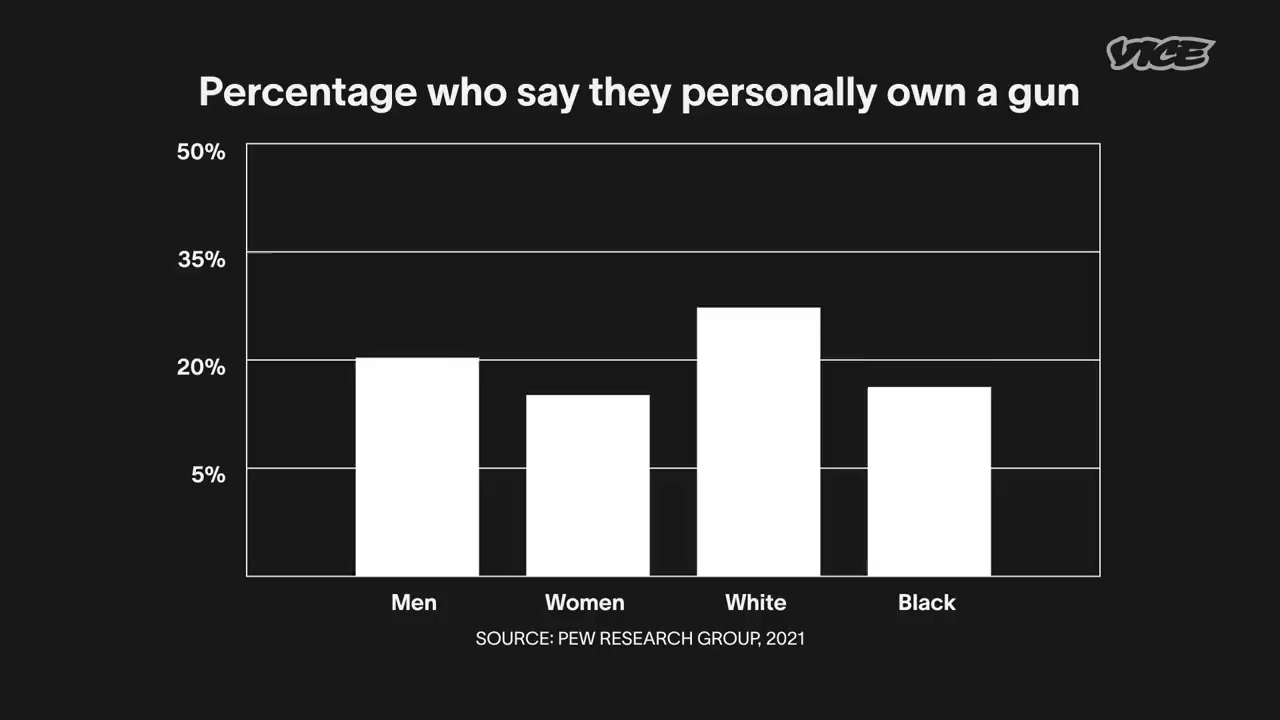 VICE
Percentage who say they personally own a gun
50%
35%
20%
5%
Men Women White Black
SOURCE: PEW RESEARCH GROUP, 2021